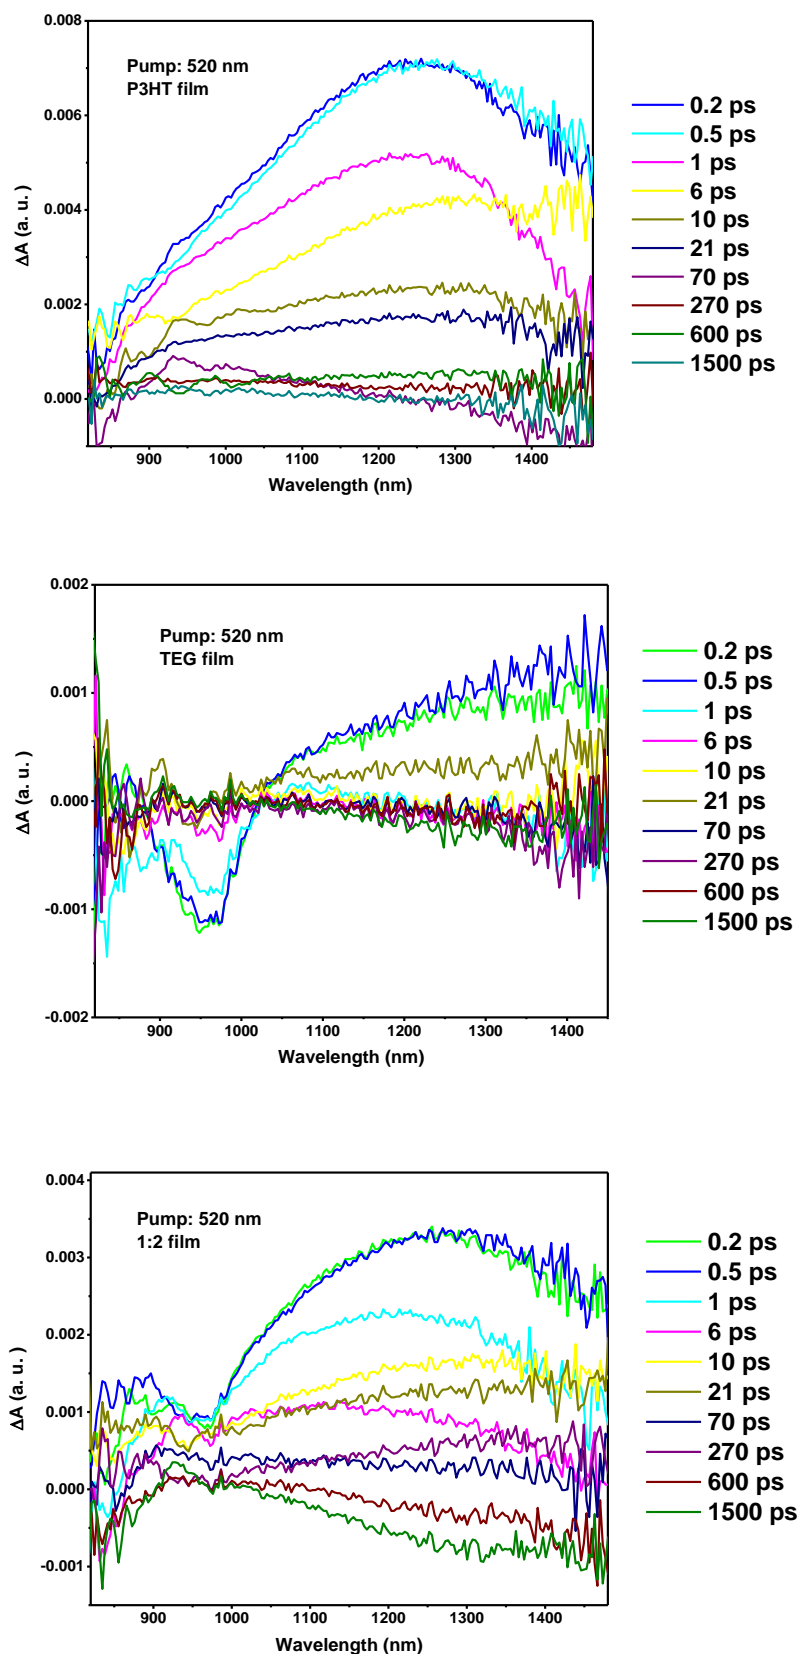 0.008
0.006
0.004
0.002
0.000
ΔA (a. u. )
Pump: 520 nm
P3HT film
900 1000 1100 1200 1300 1400
Wavelength (nm)
0.2 ps
0.5 ps
1 ps
6 ps
10 ps
21 ps
70 ps
270 ps
600 ps
1500 ps
0.002
0.001
0.000
-0.001
-0.002
ΔA (a. u. )
Pump: 520 nm
TEG film
900 1000 1100 1200 1300 1400
Wavelength (nm)
0.2 ps
0.5 ps
1 ps
6 ps
10 ps
21 ps
70 ps
270 ps
600 ps
1500 ps
0.004
0.003
0.002
0.001
0.000
-0.001
ΔA (a. u. )
Pump: 520 nm
1:2 film
900 1000 1100 1200 1300 1400
Wavelength (nm)
0.2 ps
0.5 ps
1 ps
6 ps
10 ps
21 ps
70 ps
270 ps
600 ps
1500 ps